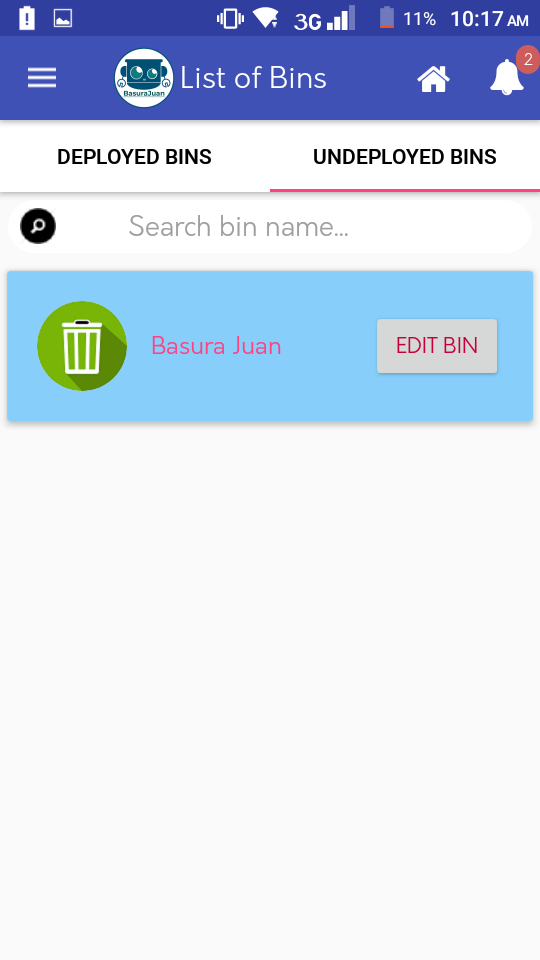 3G 11% 10:17 AM
BasuraJuan
List of Bins
2
DEPLOYED BINS
UNDEPLOYED BINS
Search bin name...
Basura Juan
EDIT BIN